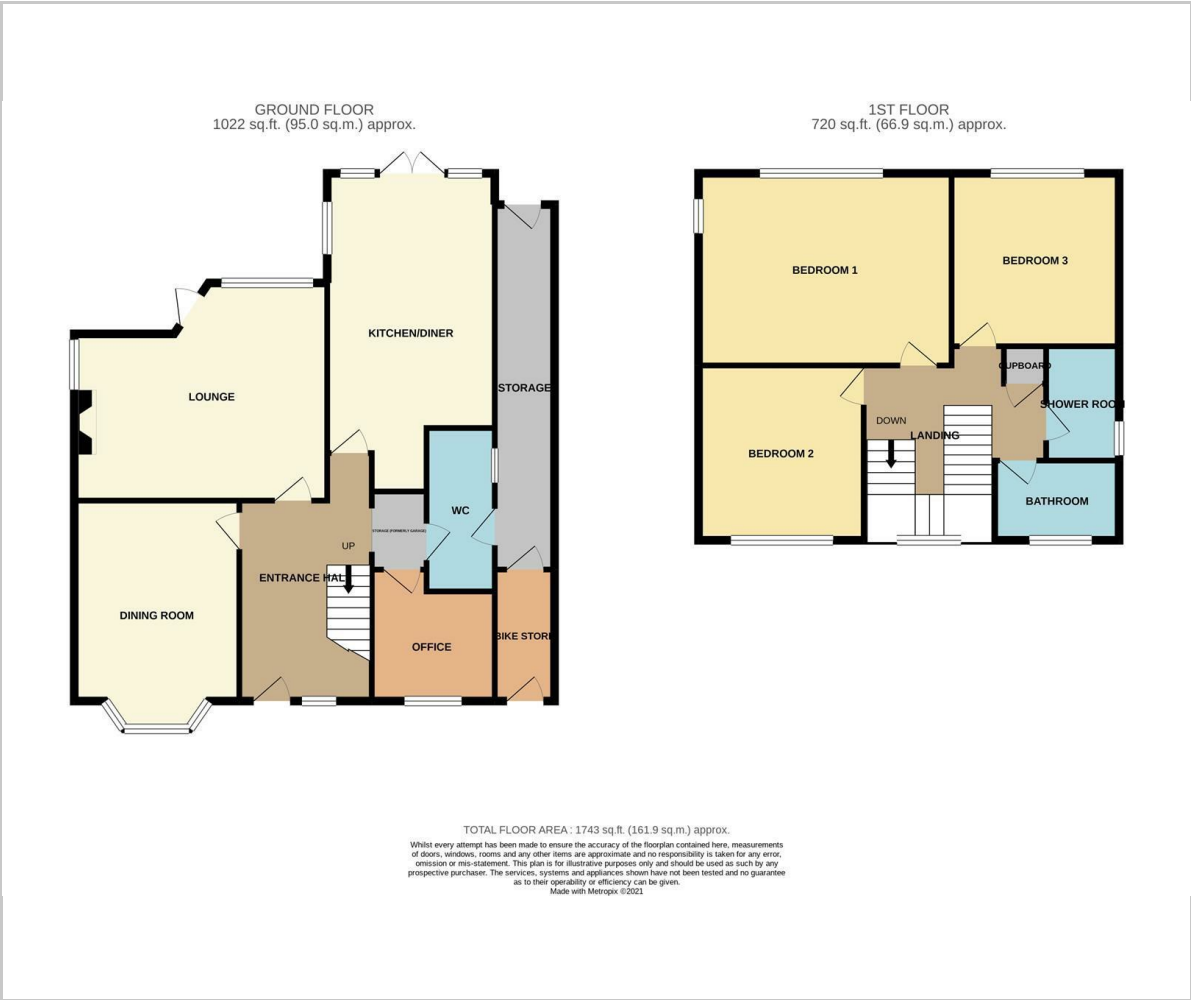 GROUND FLOOR
1022 sq.ft. (95.0 sq.m.) approx.
1ST FLOOR
720 sq.ft. (66.9 sq.m.) approx.
KITCHEN/DINER
LOUNGE
STORAGE
WC
STORAGE (FORMERLY GARAGE)
UP
ENTRANCE HALL
DINING ROOM
OFFICE
BIKE STORE
BEDROOM 1
BEDROOM 3
CUPBOARD
SHOWER ROOM
DOWN
LANDING
BEDROOM 2
BATHROOM
TOTAL FLOOR AREA : 1743 sq.ft. (161.9 sq.m.) approx.
Whilst every attempt has been made to ensure the accuracy of the floorplan contained here, measurements
of doors, windows, rooms and any other items are approximate and no responsibility is taken for any error,
omission or mis-statement. This plan is for illustrative purposes only and should be used as such by any
prospective purchaser. The services, systems and appliances shown have not been tested and no guarantee
as to their operability or efficiency can be given.
Made with Metropix ©2021